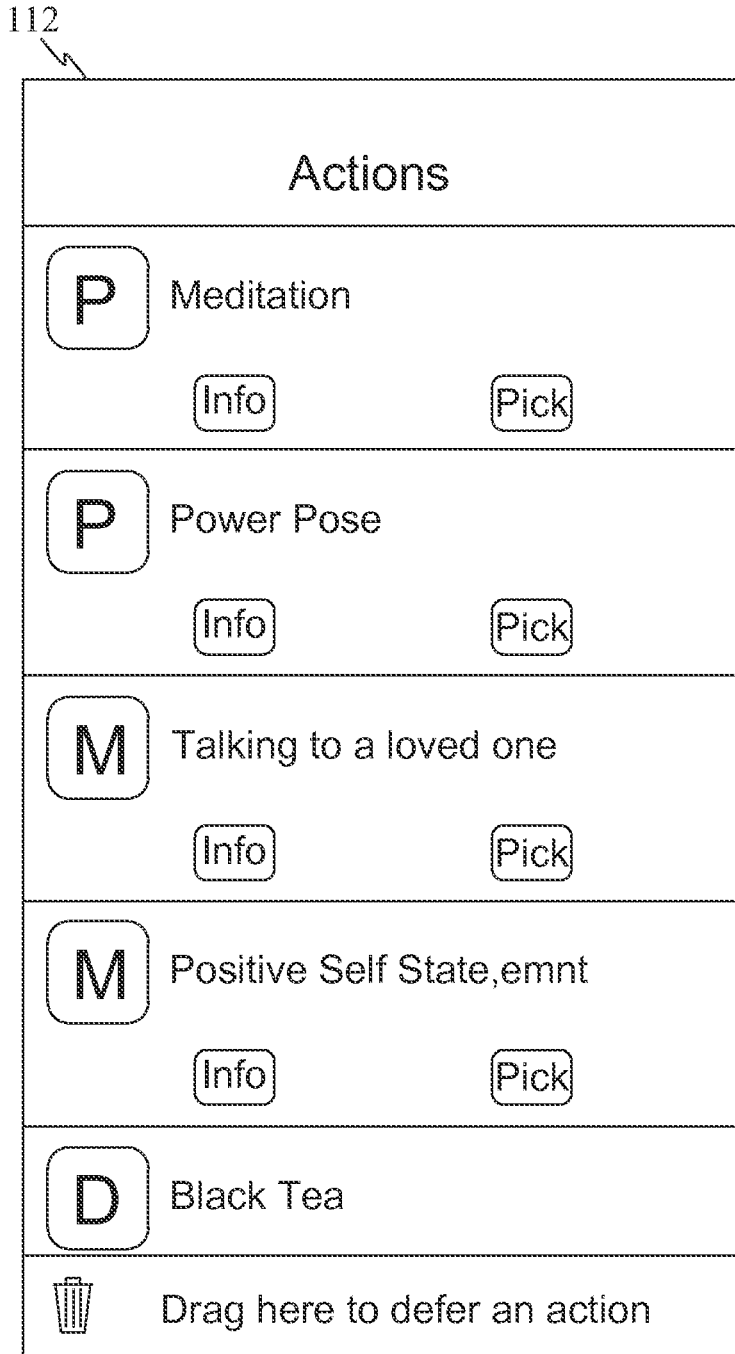 112
Actions
P Meditation
Info Pick
P Power Pose
Info Pick
M Talking to a loved one
Info Pick
M Positive Self State,emnt
Info Pick
D Black Tea
Drag here to defer an action